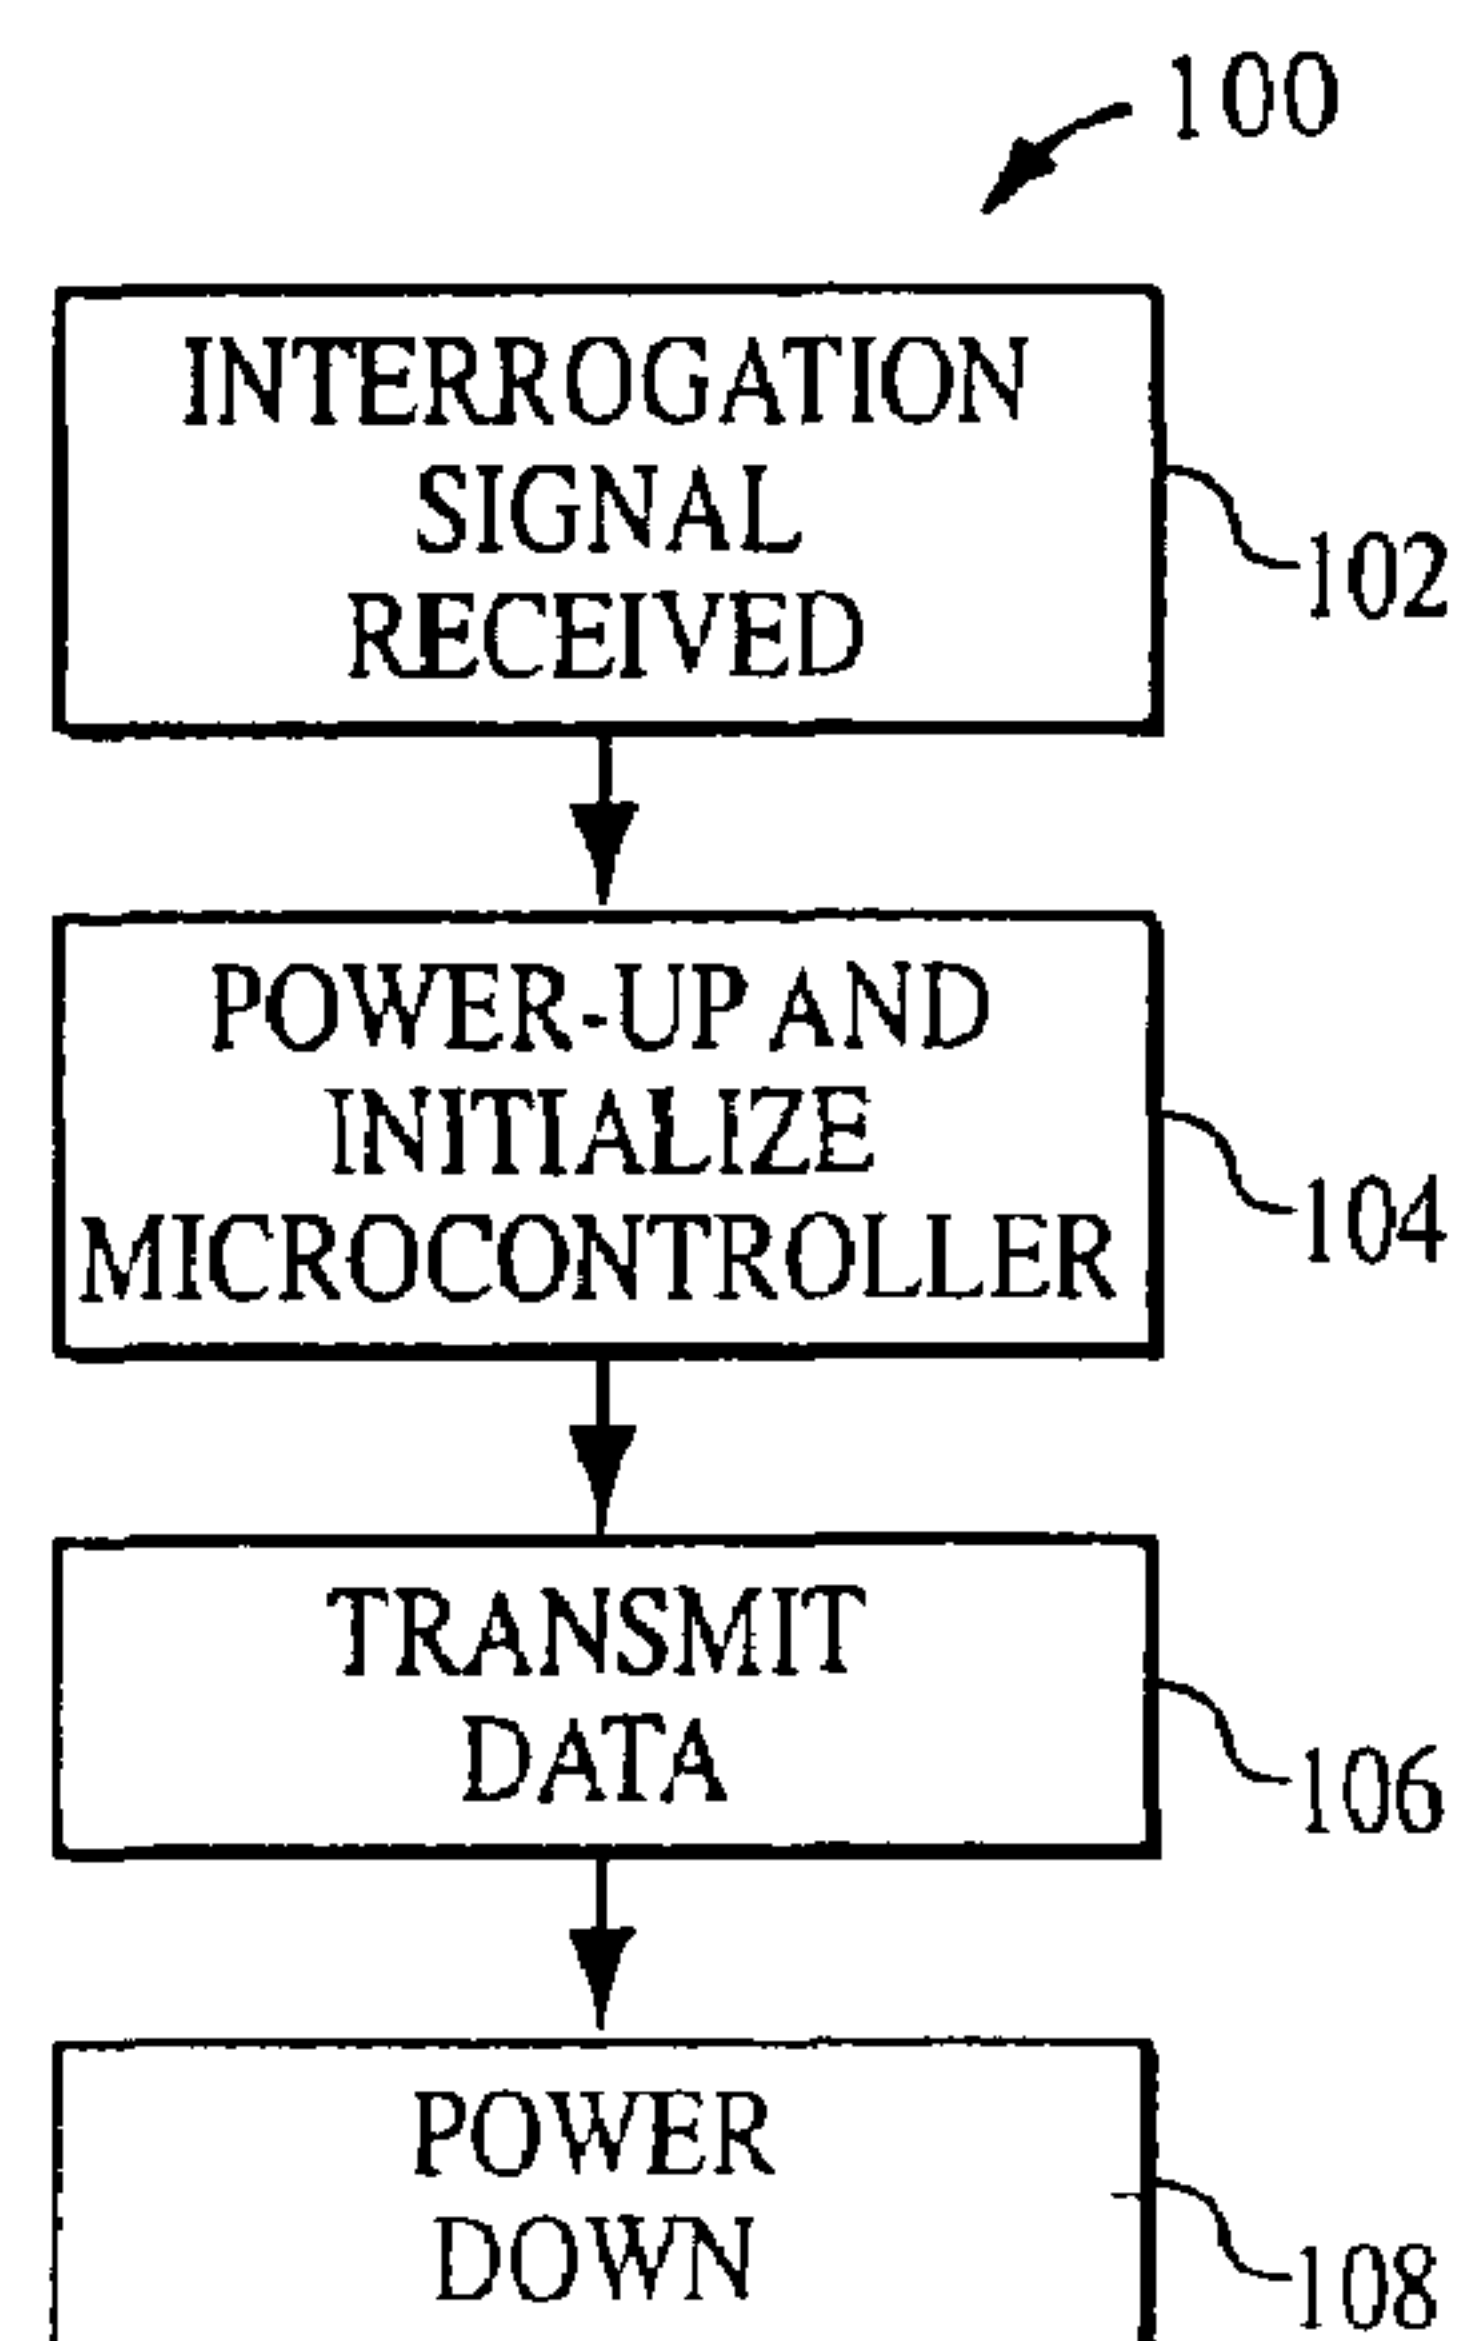 100
INTERROGATION
SIGNAL
RECEIVED
102
POWER-UP AND
INITIALIZE
MICROCONTROLLER
104
TRANSMIT
DATA
106
POWER
DOWN
108